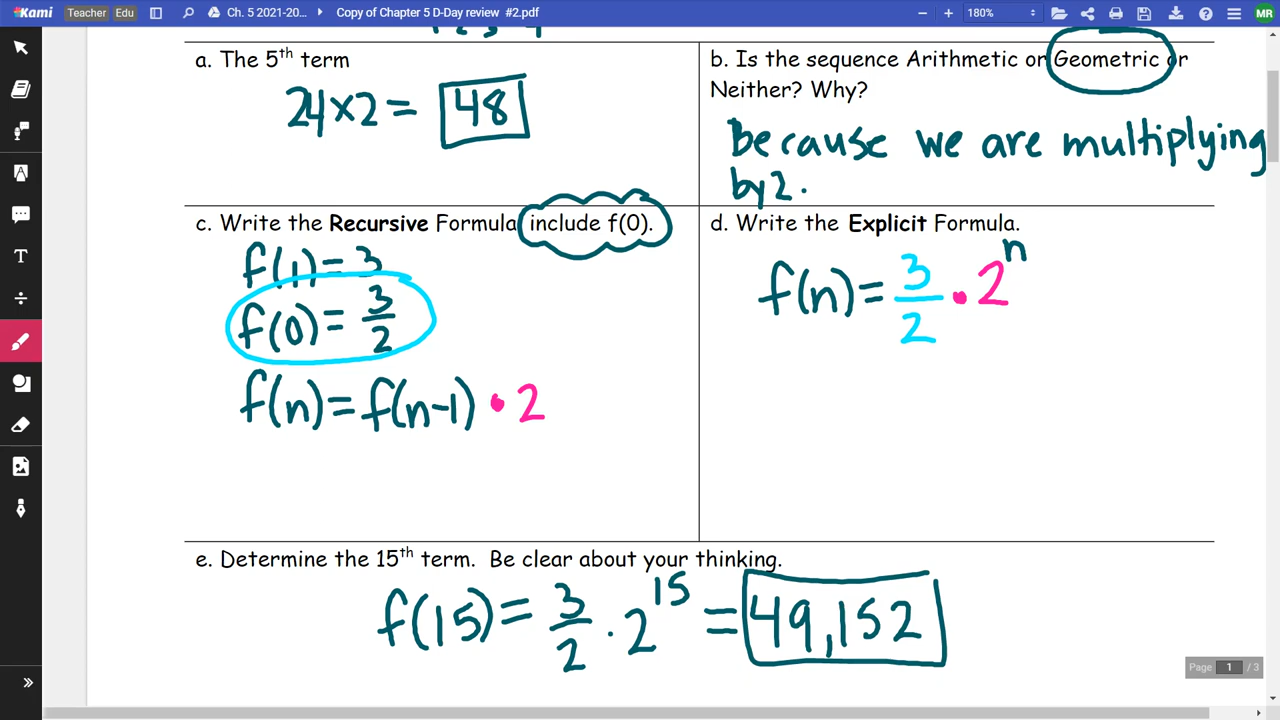 Kami Teacher Edu Ch. 5 2021-20... Copy of Chapter 5 D-Day review #2.pdf 180% MR
1 2 3 4
a. The 5th term
24×2= 48
b. Is the sequence Arithmetic or Geometric or
Neither? Why?
because we are multiplying
by 2.
c. Write the Recursive Formula include f(0).
f(1)=3
f(0)= 3/2
f(n)=f(n-1) • 2
d. Write the Explicit Formula.
f(n)= 3/2 • 2^n
e. Determine the 15th term. Be clear about your thinking.
f(15)= 3/2 · 2^15 = 49,152
Page 1 / 3